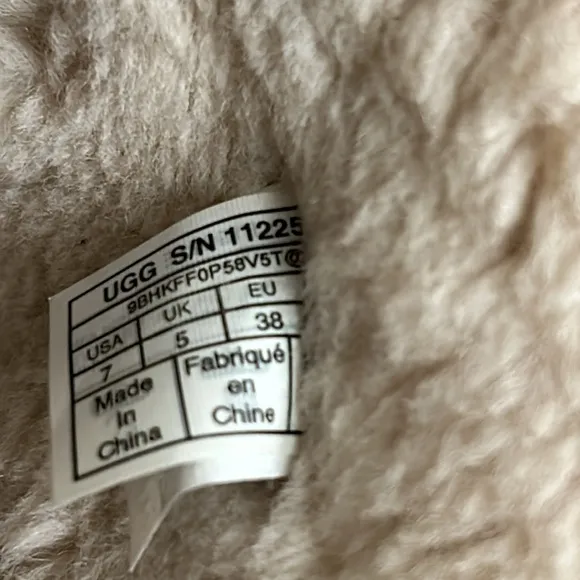 UGG S/N 11225
9BHKFF0P58V5T@
USA UK EU
7 5 38
Made Fabriqué
in en
China Chine